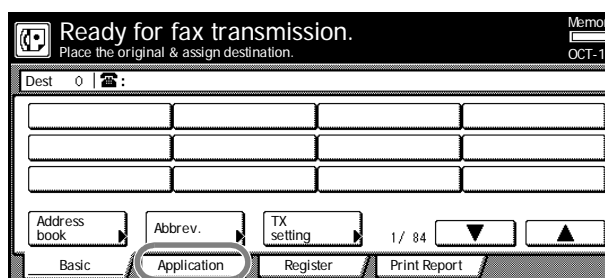 Ready for fax transmission.
Place the original & assign destination.
Memor
OCT-1
Dest 0 ☎:
Address
book
Abbrev.
TX
setting
1/ 84
Basic
Application
Register
Print Report